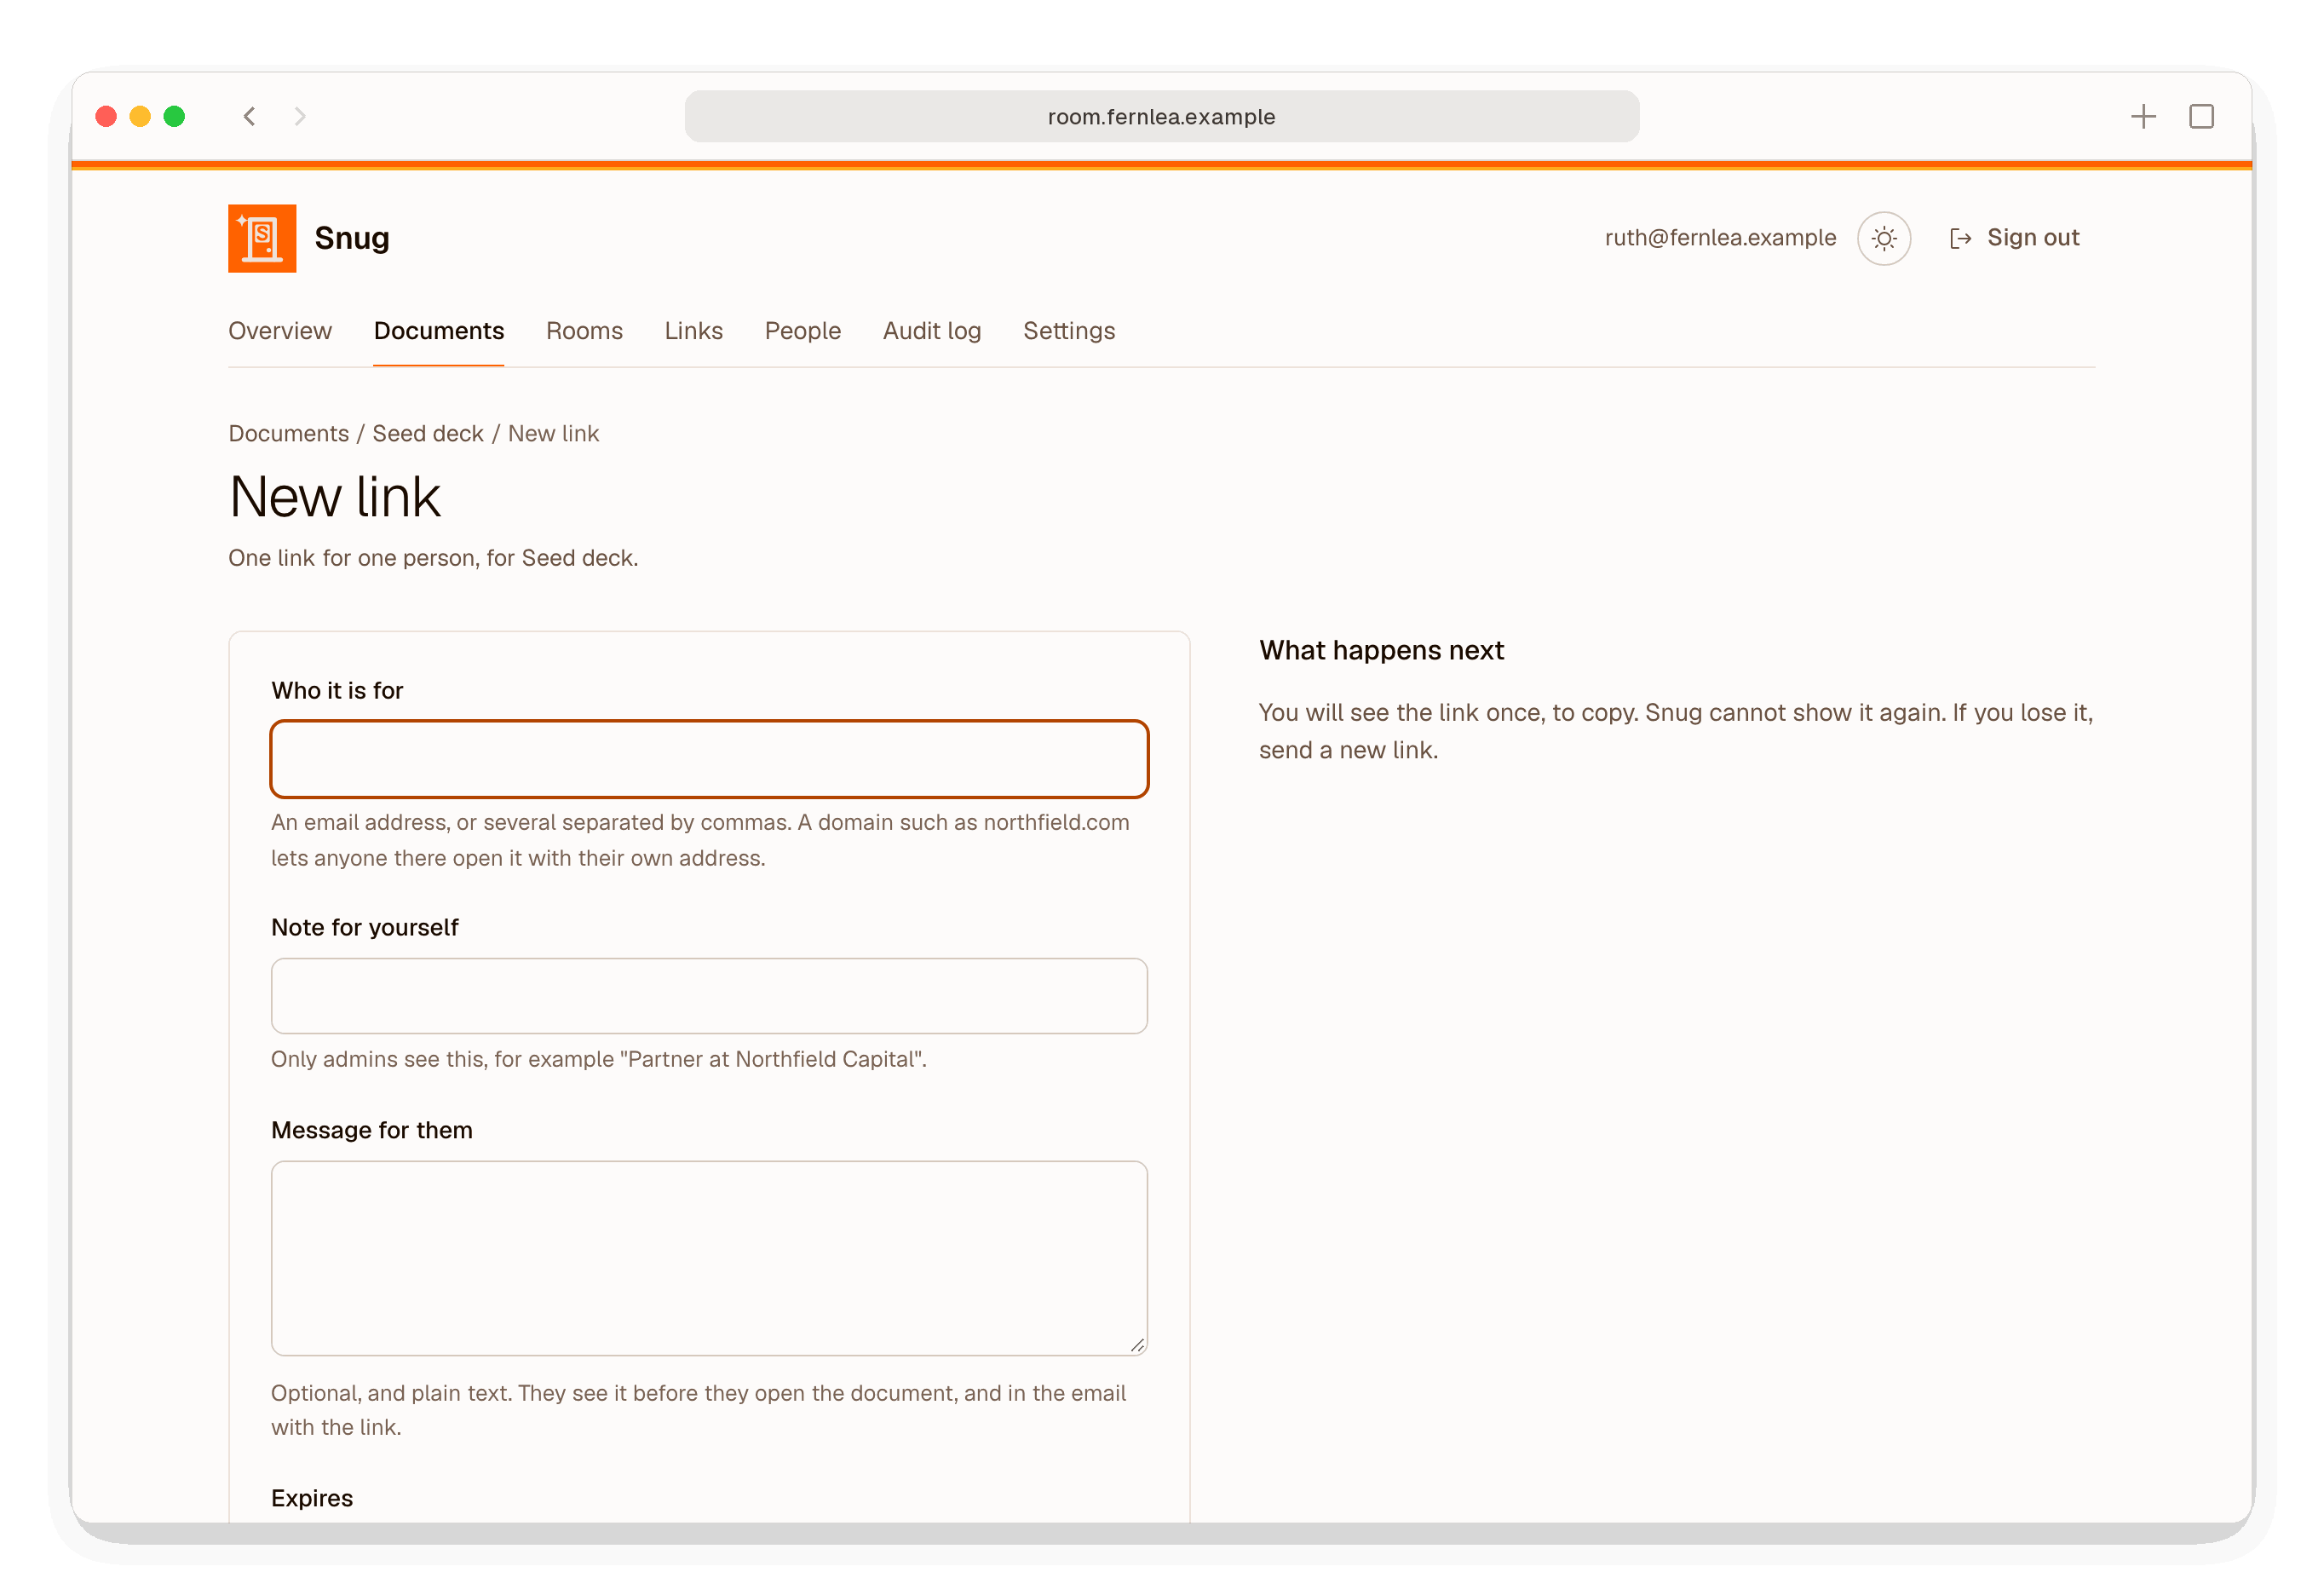 room.fernlea.example
S
Snug
ruth@fernlea.example
Sign out
Overview Documents Rooms Links People Audit log Settings
Documents / Seed deck / New link
New link
One link for one person, for Seed deck.
Who it is for
An email address, or several separated by commas. A domain such as northfield.com
lets anyone there open it with their own address.
Note for yourself
Only admins see this, for example "Partner at Northfield Capital".
Message for them
Optional, and plain text. They see it before they open the document, and in the email
with the link.
Expires
What happens next
You will see the link once, to copy. Snug cannot show it again. If you lose it,
send a new link.